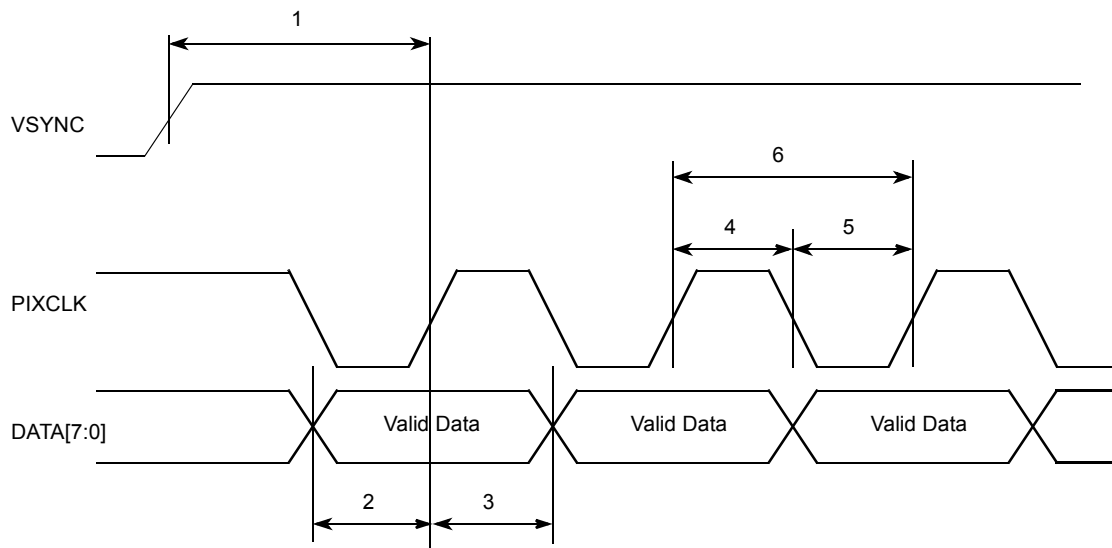 1
VSYNC
6
4
5
PIXCLK
DATA[7:0]
Valid Data
Valid Data
Valid Data
2
3